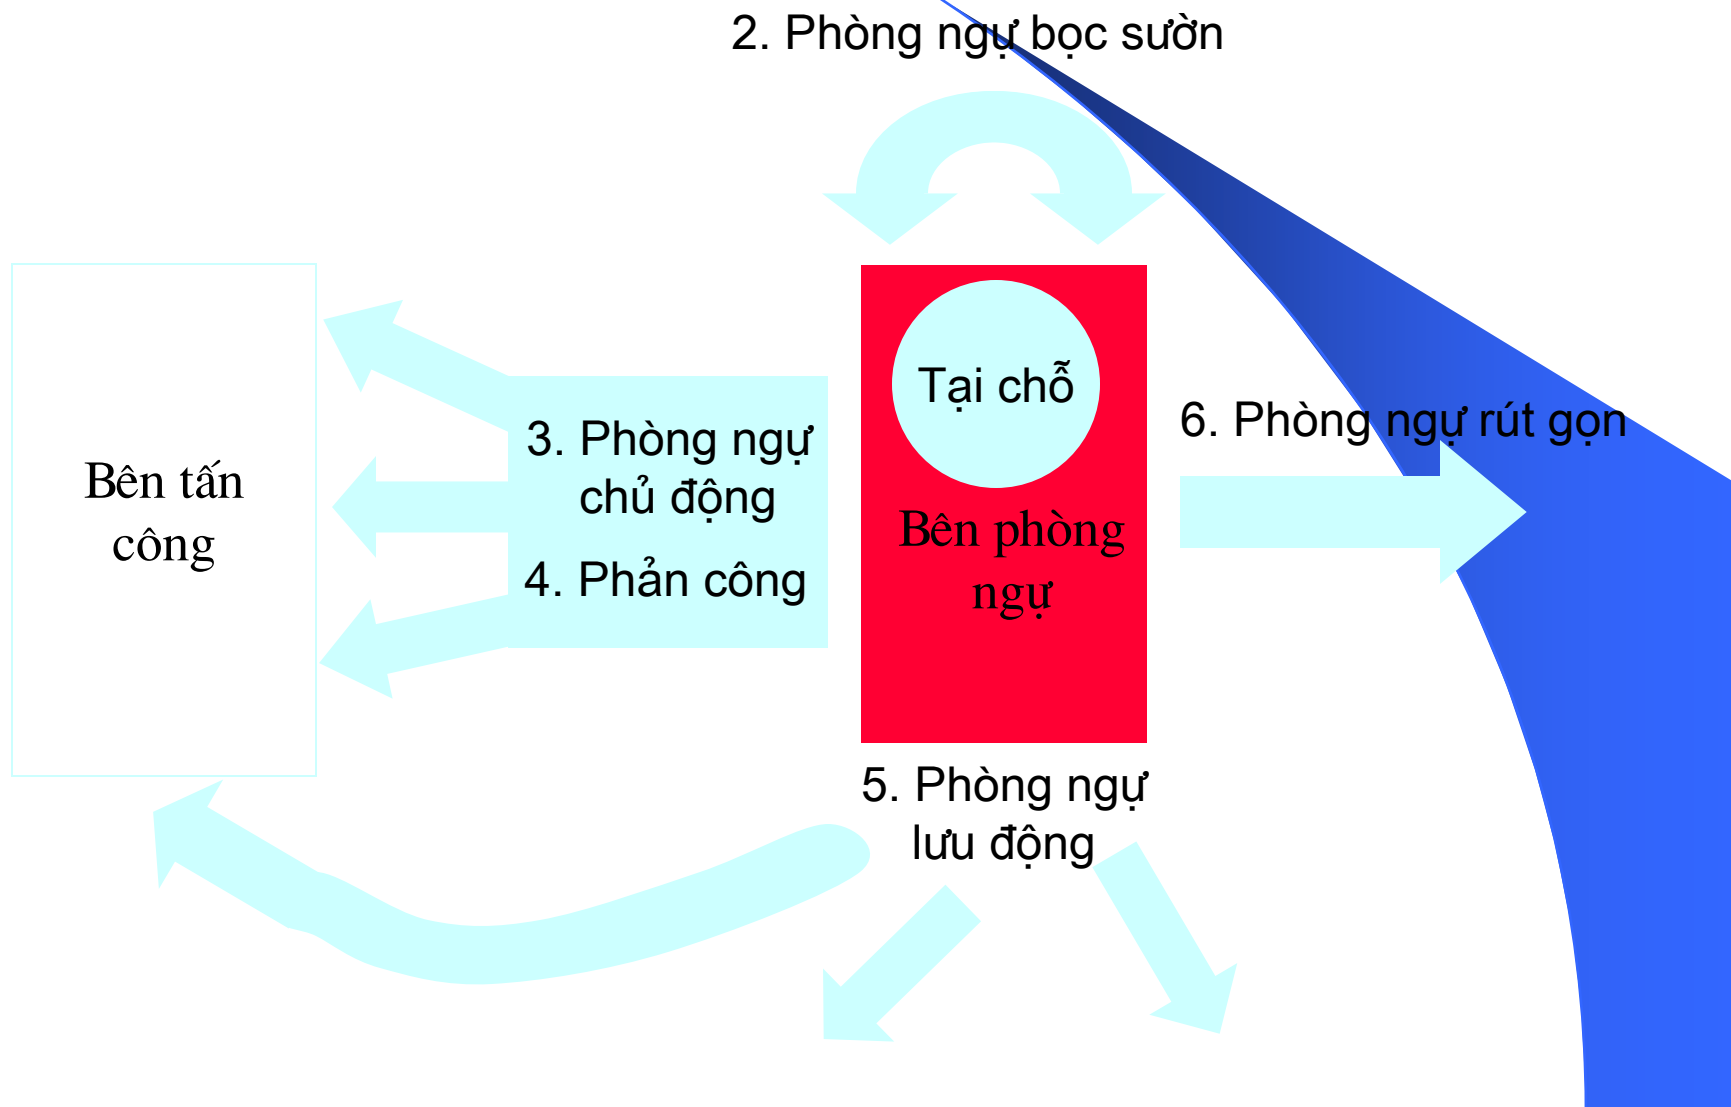 2. Phòng ngự bọc sườn
Bên tấn
công
3. Phòng ngự
chủ động
4. Phản công
Tại chỗ
Bên phòng
ngự
6. Phòng ngự rút gọn
5. Phòng ngự
lưu động